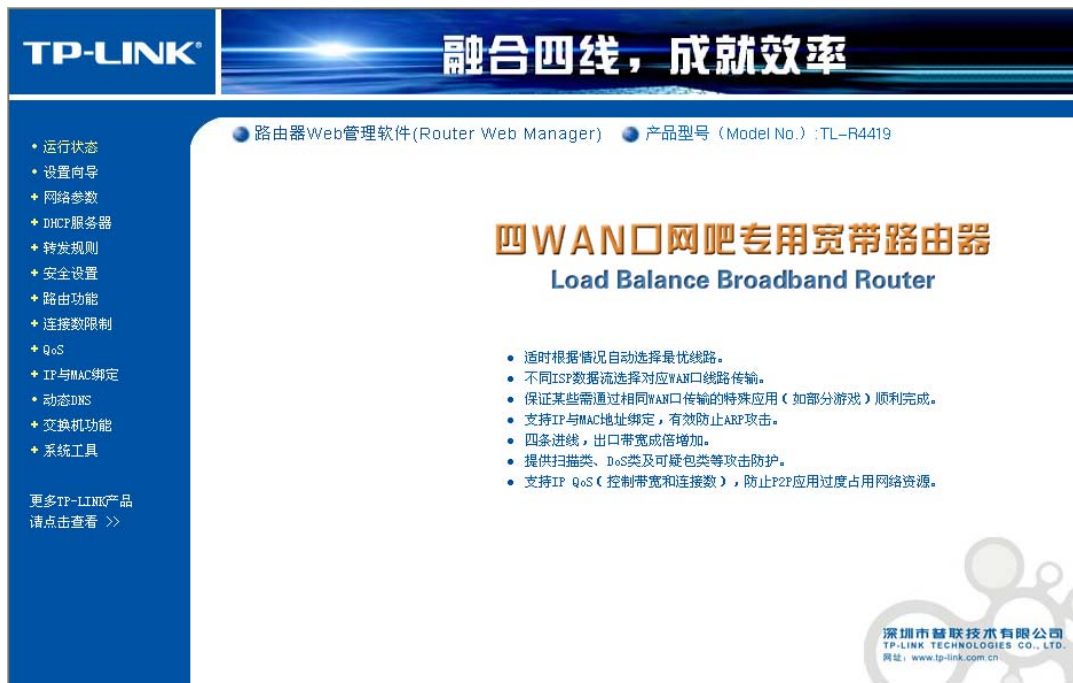 TP-LINK®
融合四线，成就效率
路由器Web管理软件(Router Web Manager) 产品型号（Model No.）:TL-R4419
• 运行状态
• 设置向导
+ 网络参数
+ DHCP服务器
+ 转发规则
+ 安全设置
+ 路由功能
+ 连接数限制
+ QoS
+ IP与MAC绑定
• 动态DNS
+ 交换机功能
+ 系统工具
更多TP-LINK产品
请点击查看 >>
四WAN口网吧专用宽带路由器
Load Balance Broadband Router
● 适时根据情况自动选择最优线路。
● 不同ISP数据流选择对应WAN口线路传输。
● 保证某些需通过相同WAN口传输的特殊应用（如部分游戏）顺利完成。
● 支持IP与MAC地址绑定，有效防止ARP攻击。
● 四条进线，出口带宽成倍增加。
● 提供扫描类、DoS类及可疑包类等攻击防护。
● 支持IP QoS（控制带宽和连接数），防止P2P应用过度占用网络资源。
深圳市普联技术有限公司
TP-LINK TECHNOLOGIES CO., LTD.
网址：www.tp-link.com.cn